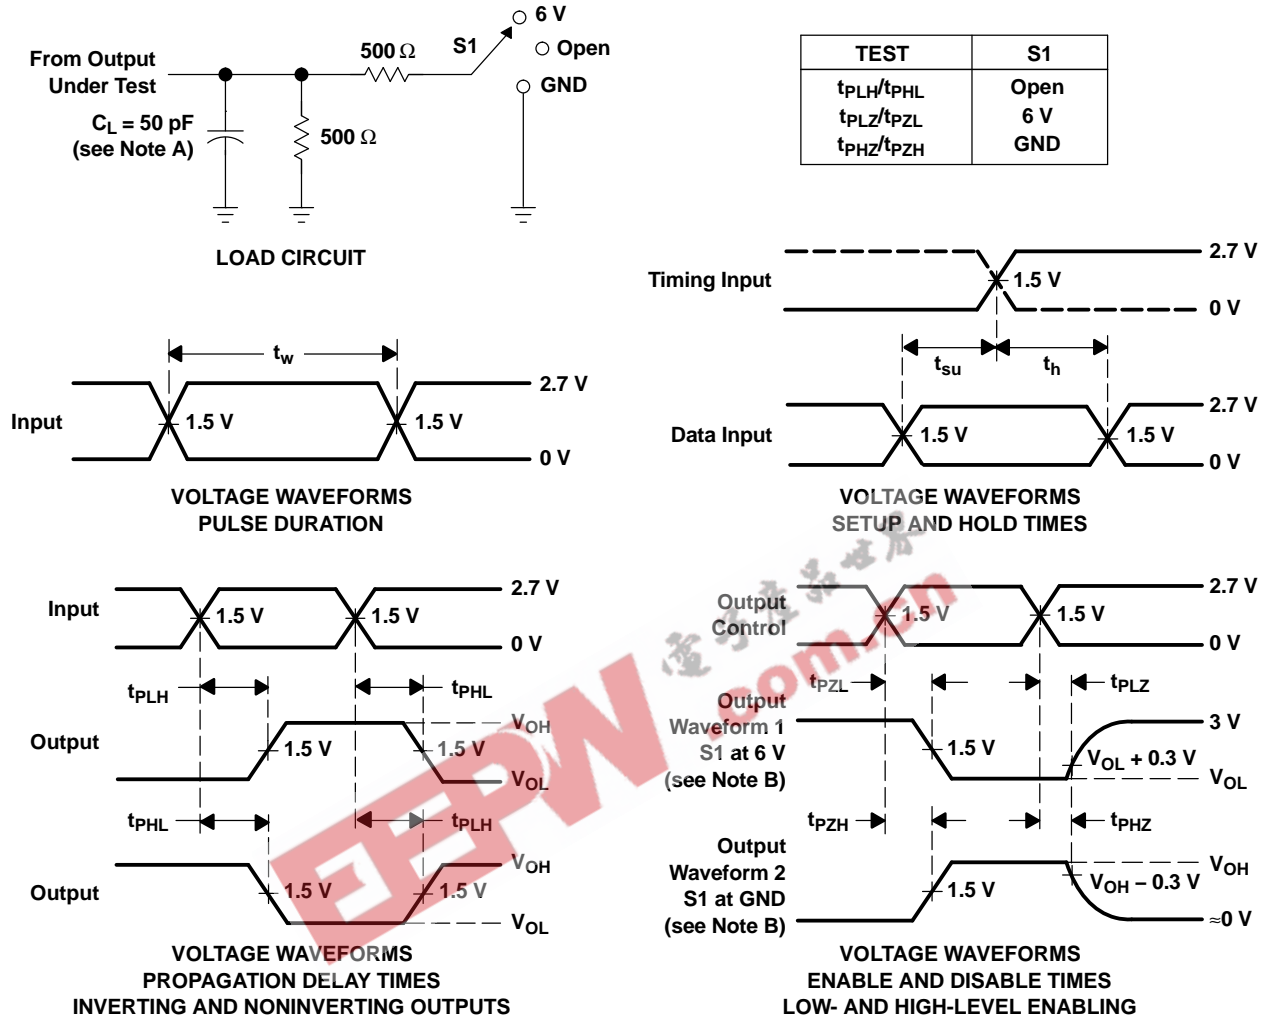 6 V
S1
500 Ω
Open
GND
From Output
Under Test
CL = 50 pF
(see Note A)
500 Ω
LOAD CIRCUIT
TEST S1
tPLH/tPHL Open
tPLZ/tPZL 6 V
tPHZ/tPZH GND
Timing Input
2.7 V
1.5 V
0 V
tsu
th
Data Input
2.7 V
1.5 V
1.5 V
0 V
VOLTAGE WAVEFORMS
SETUP AND HOLD TIMES
tw
Input
2.7 V
1.5 V
1.5 V
0 V
VOLTAGE WAVEFORMS
PULSE DURATION
Input
2.7 V
1.5 V
1.5 V
0 V
tPLH
tPHL
Output
VOH
1.5 V
1.5 V
VOL
tPHL
tPLH
Output
VOH
1.5 V
1.5 V
VOL
VOLTAGE WAVEFORMS
PROPAGATION DELAY TIMES
INVERTING AND NONINVERTING OUTPUTS
Output
Control
2.7 V
1.5 V
1.5 V
0 V
tPZL
tPLZ
Output
Waveform 1
S1 at 6 V
(see Note B)
3 V
1.5 V
VOL + 0.3 V
VOL
tPZH
tPHZ
Output
Waveform 2
S1 at GND
(see Note B)
VOH
1.5 V
VOH – 0.3 V
≈0 V
VOLTAGE WAVEFORMS
ENABLE AND DISABLE TIMES
LOW- AND HIGH-LEVEL ENABLING
EEPW.com.cn
電子產品世界